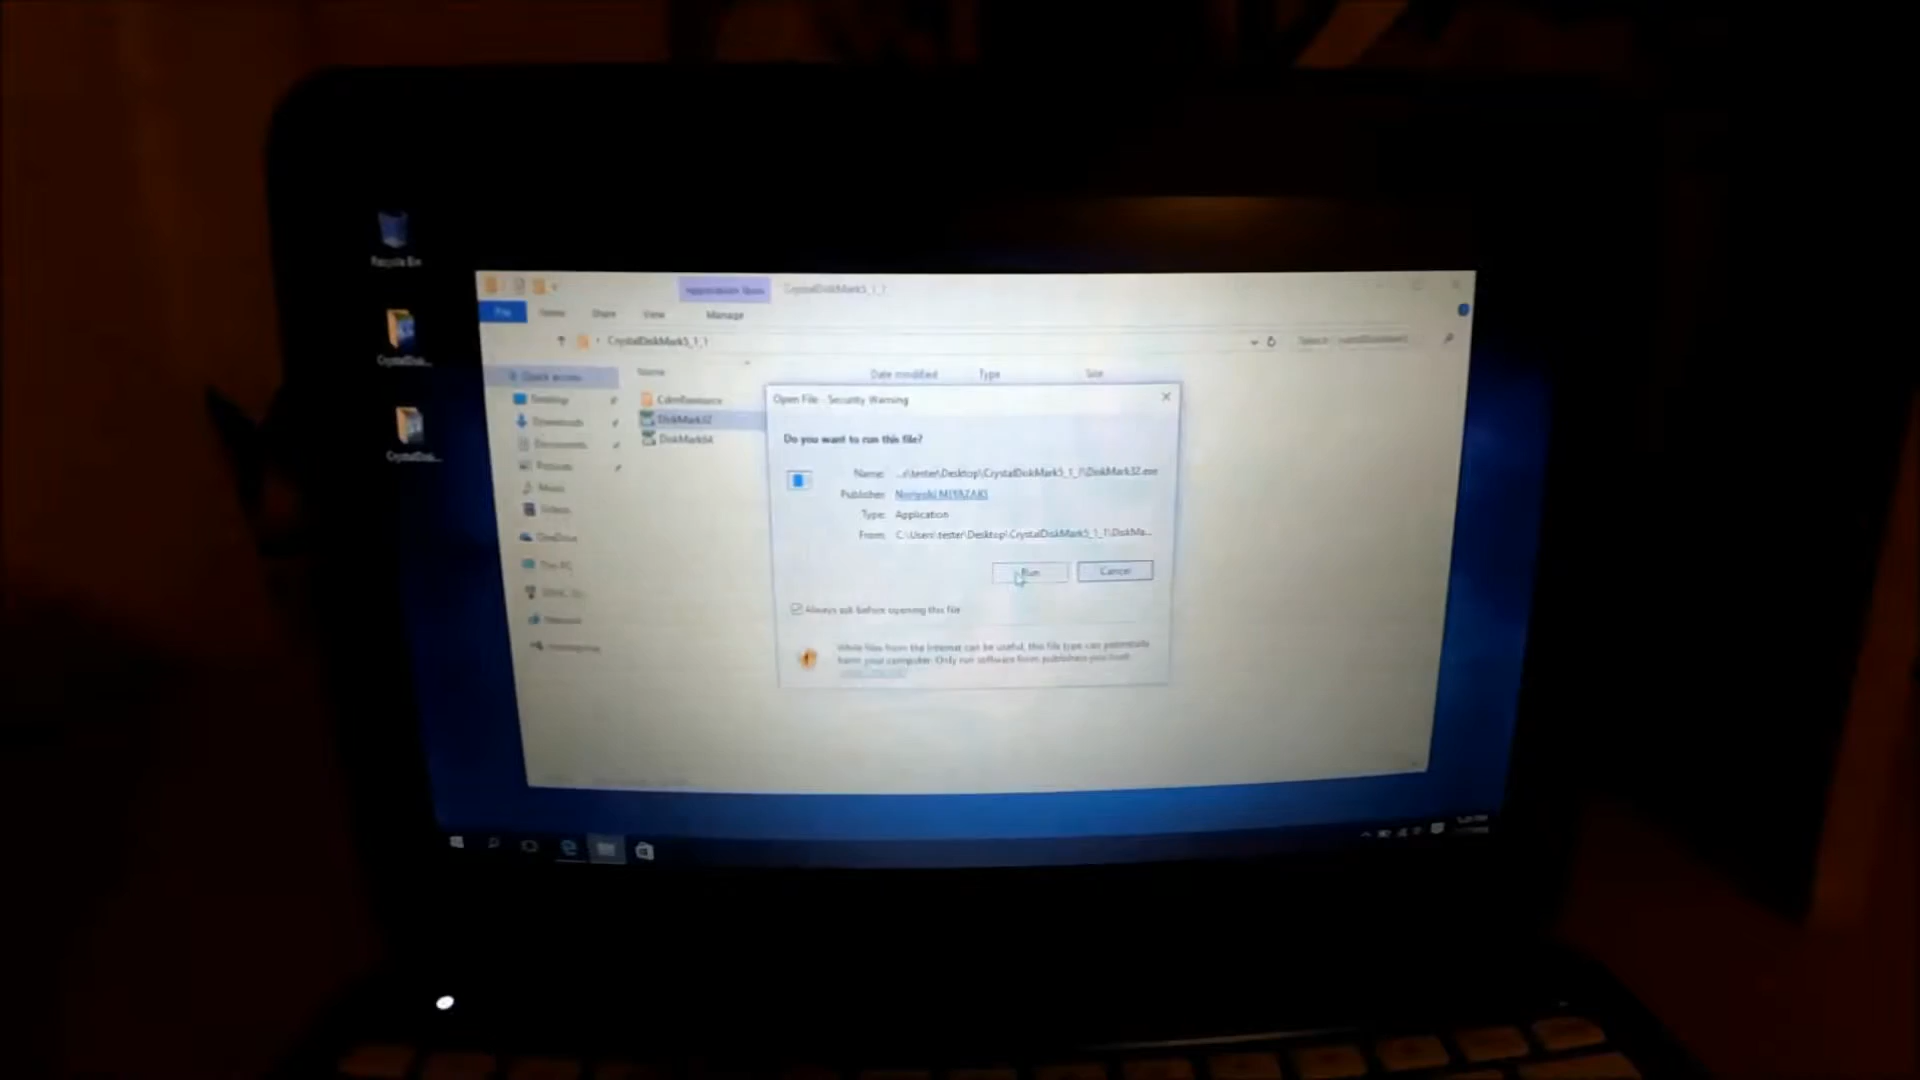 Recycle Bin
CrystalDisk...
CrystalDisk...
Application Tools
CrystalDiskMark5_1_1
File
Home
Share
View
Manage
CrystalDiskMark5_1_1
Search
Quick access
Desktop
Downloads
Documents
Pictures
Music
Videos
OneDrive
This PC
Network
Name
Date modified
Type
Size
CdmResource
DiskMark32
DiskMark64
Open File - Security Warning
Do you want to run this file?
Name: ...s\tester\Desktop\CrystalDiskMark5_1_1\DiskMark32.exe
Publisher: Noriyuki MIYAZAKI
Type: Application
From: C:\Users\tester\Desktop\CrystalDiskMark5_1_1\DiskMa...
Run
Cancel
Always ask before opening this file
While files from the Internet can be useful, this file type can potentially
harm your computer. Only run software from publishers you trust.